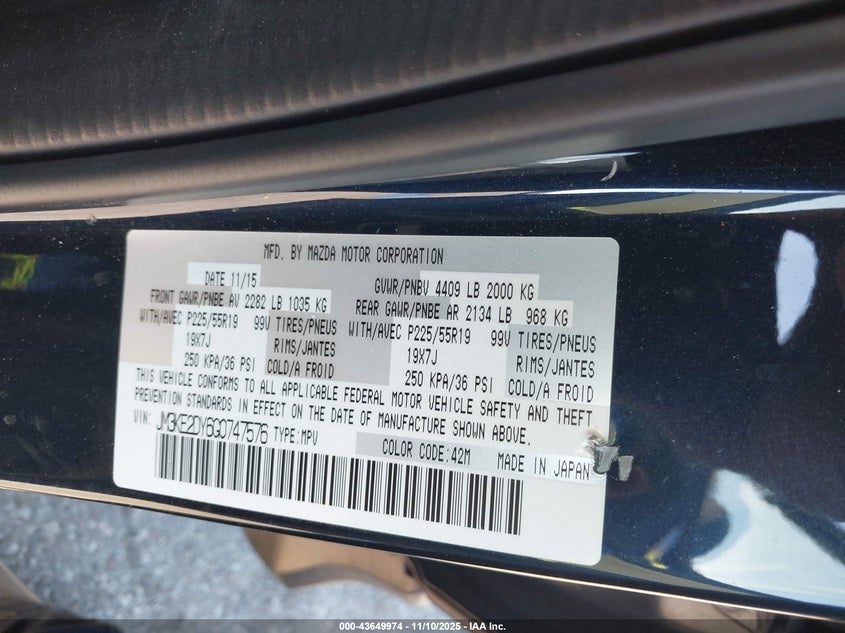 MFD. BY MAZDA MOTOR CORPORATION
DATE 11/15
GVWR/PNBV 4409 LB 2000 KG
FRONT GAWR/PNBE AV 2282 LB 1035 KG
REAR GAWR/PNBE AR 2134 LB 968 KG
WITH/AVEC P225/55R19 99V TIRES/PNEUS
WITH/AVEC P225/55R19 99V TIRES/PNEUS
19X7J RIMS/JANTES
19X7J RIMS/JANTES
250 KPA/36 PSI COLD/A FROID
250 KPA/36 PSI COLD/A FROID
THIS VEHICLE CONFORMS TO ALL APPLICABLE FEDERAL MOTOR VEHICLE SAFETY AND THEFT
PREVENTION STANDARDS IN EFFECT ON THE DATE OF MANUFACTURE SHOWN ABOVE.
VIN: JM3KE2DY6G0747576 TYPE:MPV
COLOR CODE:42M MADE IN JAPAN
000-43649974 - 11/10/2025 - IAA Inc.